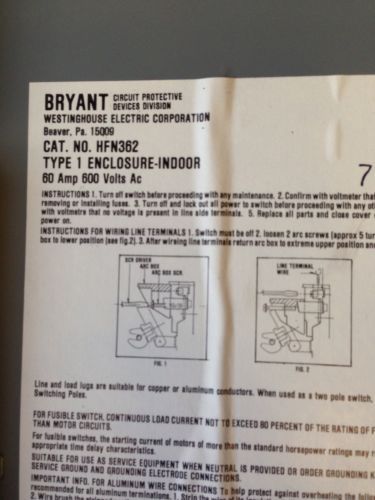 BRYANT CIRCUIT PROTECTIVE DEVICES DIVISION
WESTINGHOUSE ELECTRIC CORPORATION
Beaver, Pa. 15009
CAT. NO. HFN362
TYPE 1 ENCLOSURE-INDOOR
60 Amp 600 Volts Ac
7
INSTRUCTIONS 1. Turn off switch before proceeding with any maintenance. 2. Confirm with voltmeter that
removing or installing fuses. 3. Turn off and lock out all power to switch before proceeding with any oth
with voltmetre that no voltage is present in line side terminals. 5. Replace all parts and close cover
power on.
INSTRUCTIONS FOR WIRING LINE TERMINALS 1. Switch must be off 2. loosen 2 arc screws (approx 5 tur
box to lower position (see fig.2). 3. After wireing line terminals return arc box to extreme upper position and
SCR DRIVER
ARC BOX
ARC BOX SCR.
LINE TERMINAL
WIRE
FIG. 1
FIG. 2
Line and load lugs are suitable for copper or aluminum conductors. When used as a two pole switch,
Switching Poles.
FOR FUSIBLE SWITCH, CONTINUOUS LOAD CURRENT NOT TO EXCEED 80 PERCENT OF THE RATING OF F
THAN MOTOR CIRCUITS.
For fusible switches, the starting current of motors of more than the standard horsepower ratings may r
appropriate time delay characteristics.
SUITABLE FOR USE AS SERVICE EQUIPMENT WHEN NEUTRAL IS PROVIDED OR ORDER GROUNDING K
SERVICE GROUND AND GROUNDING ELECTRODE CONNECTIONS.
IMPORTANT INFO. FOR ALUMINUM WIRE CONNECTIONS To help protect against overheating the follow
recommended for all aluminum terminations. 1. Strip the
2. Wire brush the